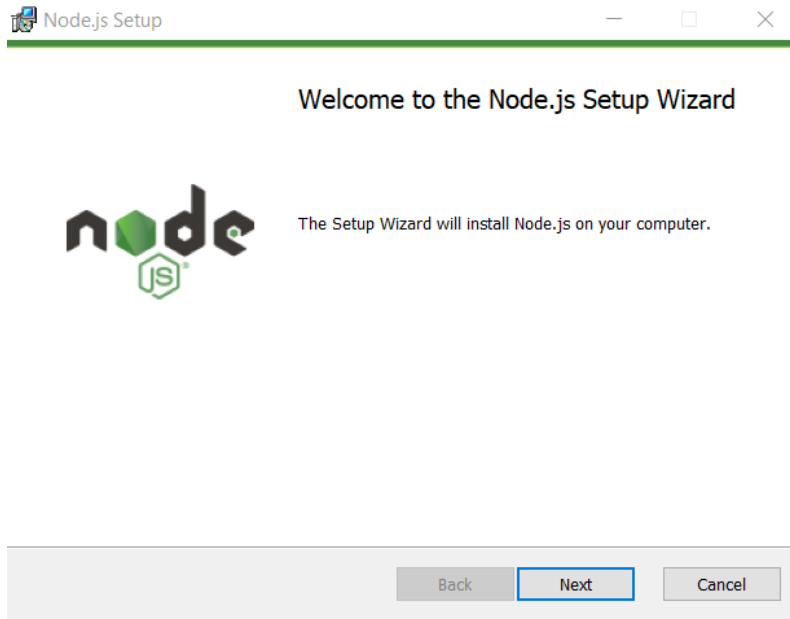 Node.js Setup
Welcome to the Node.js Setup Wizard
node
JS
The Setup Wizard will install Node.js on your computer.
Back
Next
Cancel